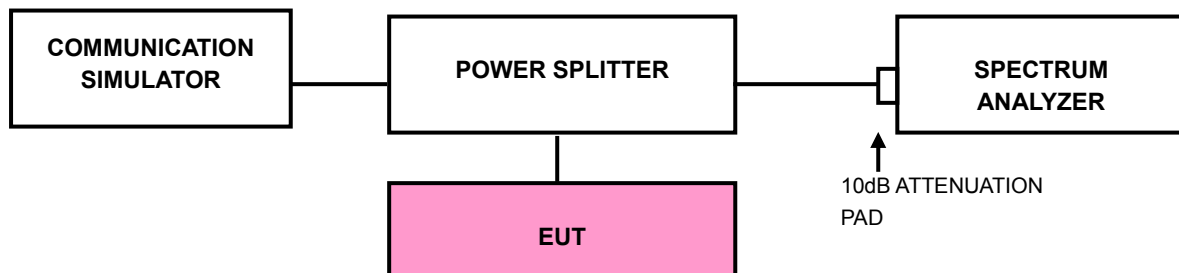 COMMUNICATION
SIMULATOR
POWER SPLITTER
SPECTRUM
ANALYZER
10dB ATTENUATION
PAD
EUT